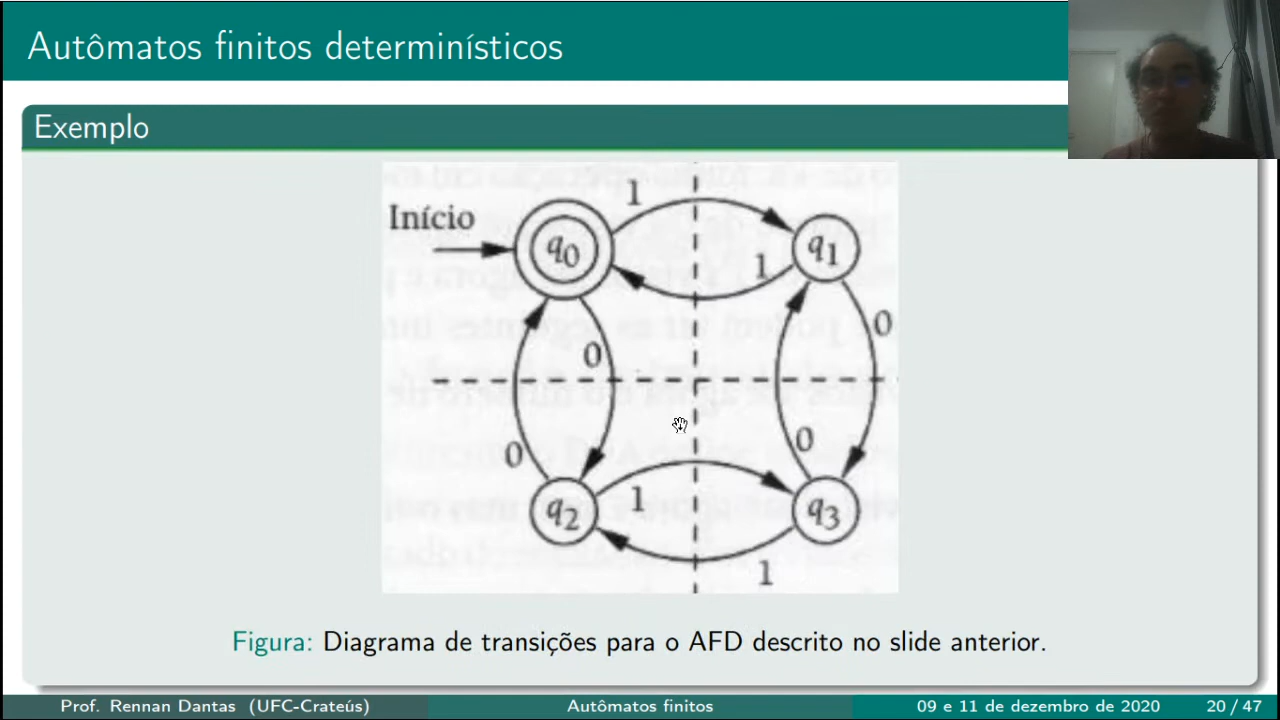 Autômatos finitos determinísticos
Exemplo
Início
q0
1
q1
1
0
0
0
0
q2
1
q3
1
Figura: Diagrama de transições para o AFD descrito no slide anterior.
Prof. Rennan Dantas (UFC-Crateús)
Autômatos finitos
09 e 11 de dezembro de 2020
20 / 47